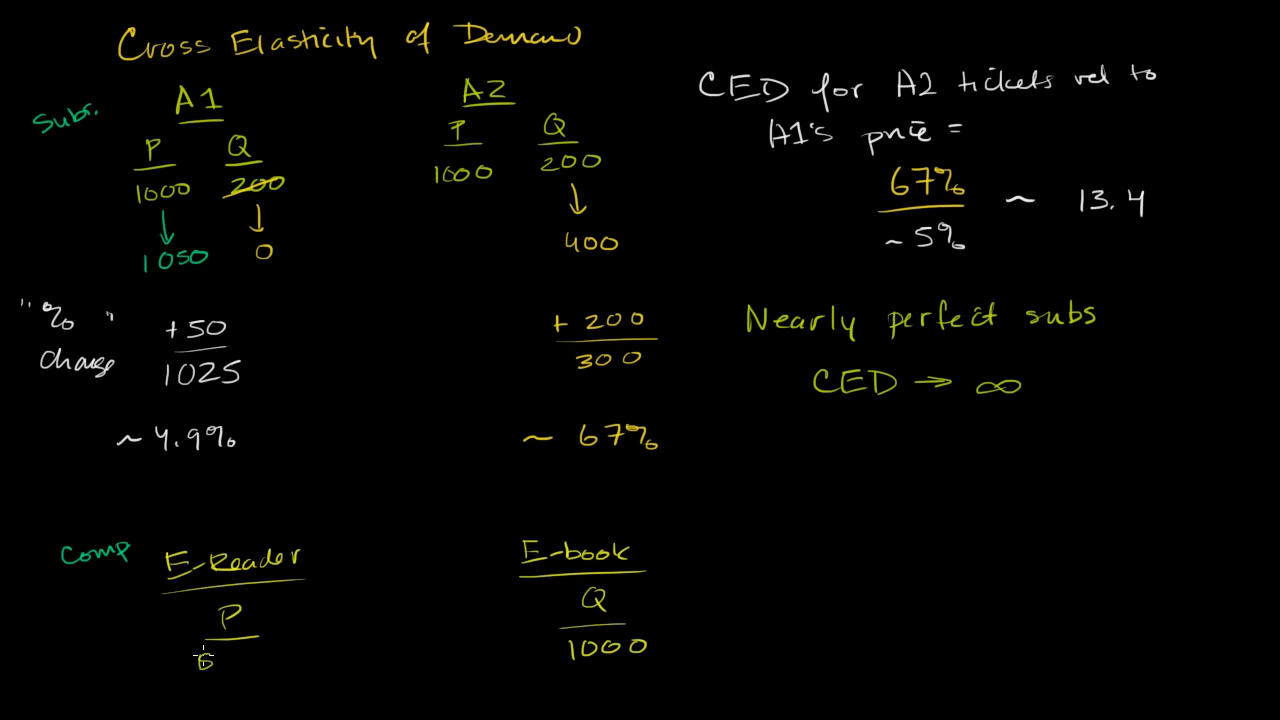 Cross Elasticity of Demand
Subs.
A1
P Q
1000 200
1050 0
A2
P Q
1000 200
400
"%" change
+50
1025
~ 4.9%
+ 200
300
~ 67%
CED for A2 tickets rel to
A1's price =
67%
~5%
~ 13.4
Nearly perfect subs
CED → ∞
Comp
E-Reader
P
E-book
Q
1000